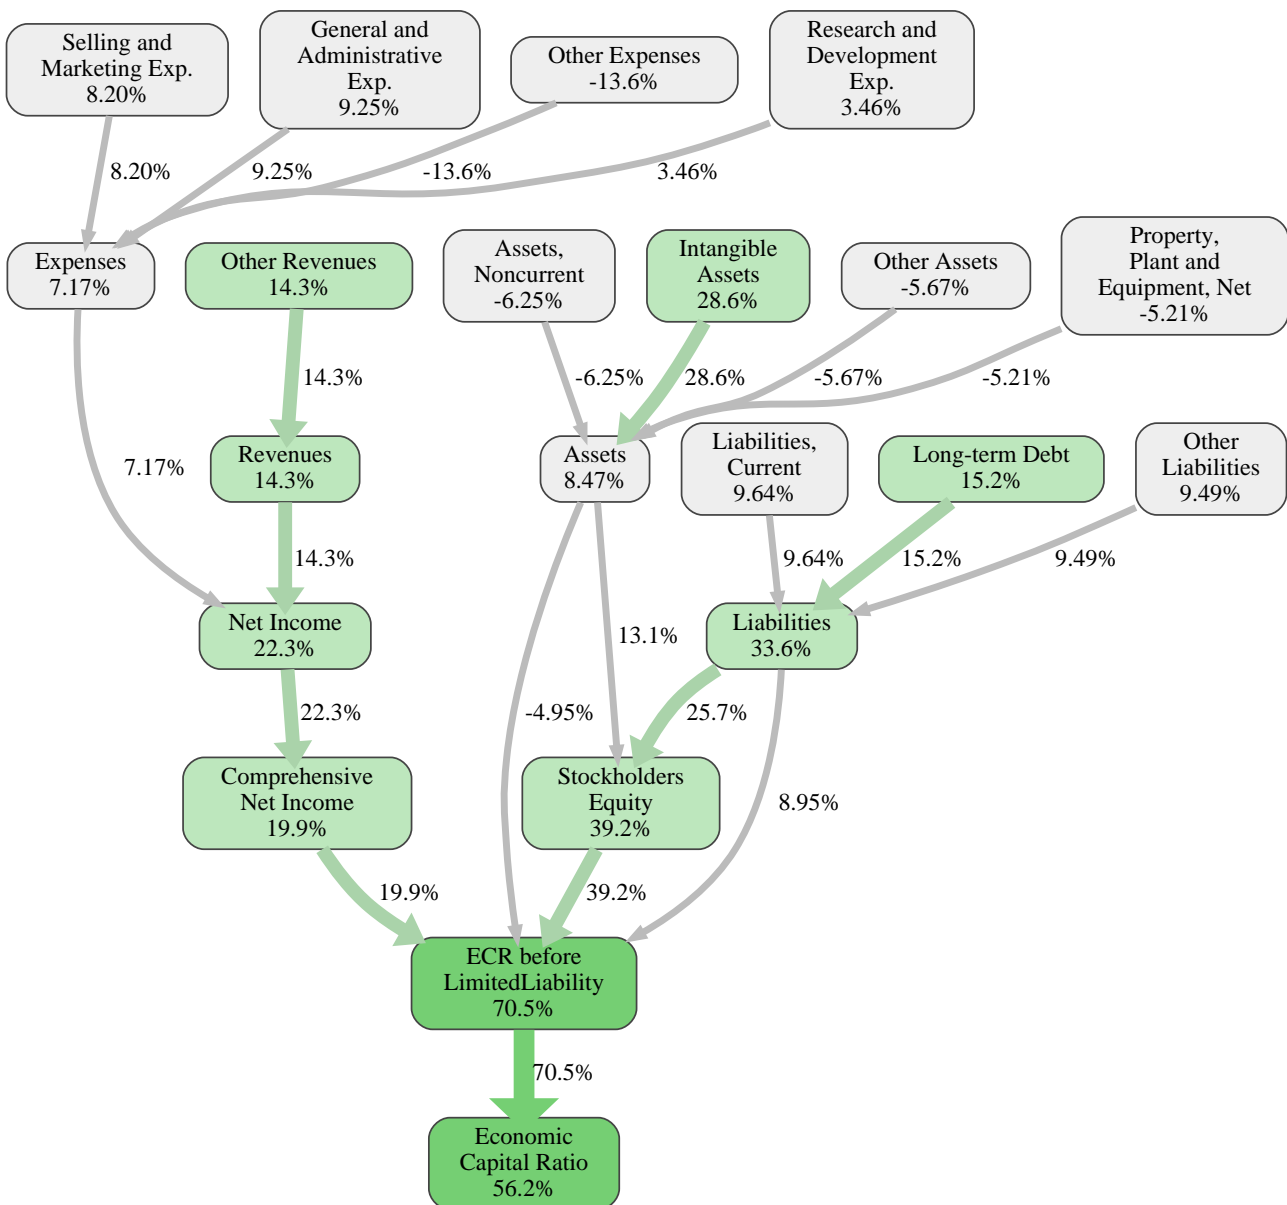 Selling and
Marketing Exp.
8.20%
General and
Administrative
Exp.
9.25%
Other Expenses
-13.6%
Research and
Development
Exp.
3.46%
8.20%
9.25%
-13.6%
3.46%
Expenses
7.17%
Other Revenues
14.3%
Assets,
Noncurrent
-6.25%
Intangible
Assets
28.6%
Other Assets
-5.67%
Property,
Plant and
Equipment, Net
-5.21%
14.3%
-6.25%
28.6%
-5.67%
-5.21%
7.17%
Revenues
14.3%
Assets
8.47%
Liabilities,
Current
9.64%
Long-term Debt
15.2%
Other
Liabilities
9.49%
14.3%
9.64%
15.2%
9.49%
Net Income
22.3%
13.1%
Liabilities
33.6%
22.3%
-4.95%
25.7%
8.95%
Comprehensive
Net Income
19.9%
Stockholders
Equity
39.2%
19.9%
39.2%
ECR before
LimitedLiability
70.5%
70.5%
Economic
Capital Ratio
56.2%